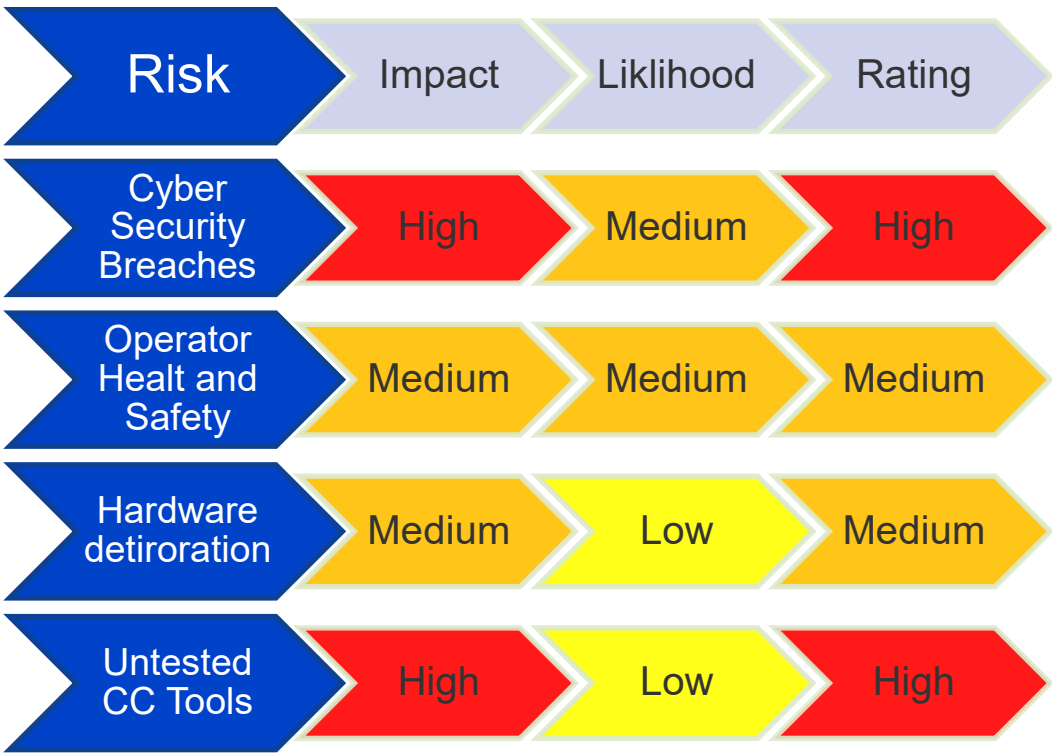 Risk
Impact
Liklihood
Rating
Cyber
Security
Breaches
High
Medium
High
Operator
Healt and
Safety
Medium
Medium
Medium
Hardware
detiroration
Medium
Low
Medium
Untested
CC Tools
High
Low
High